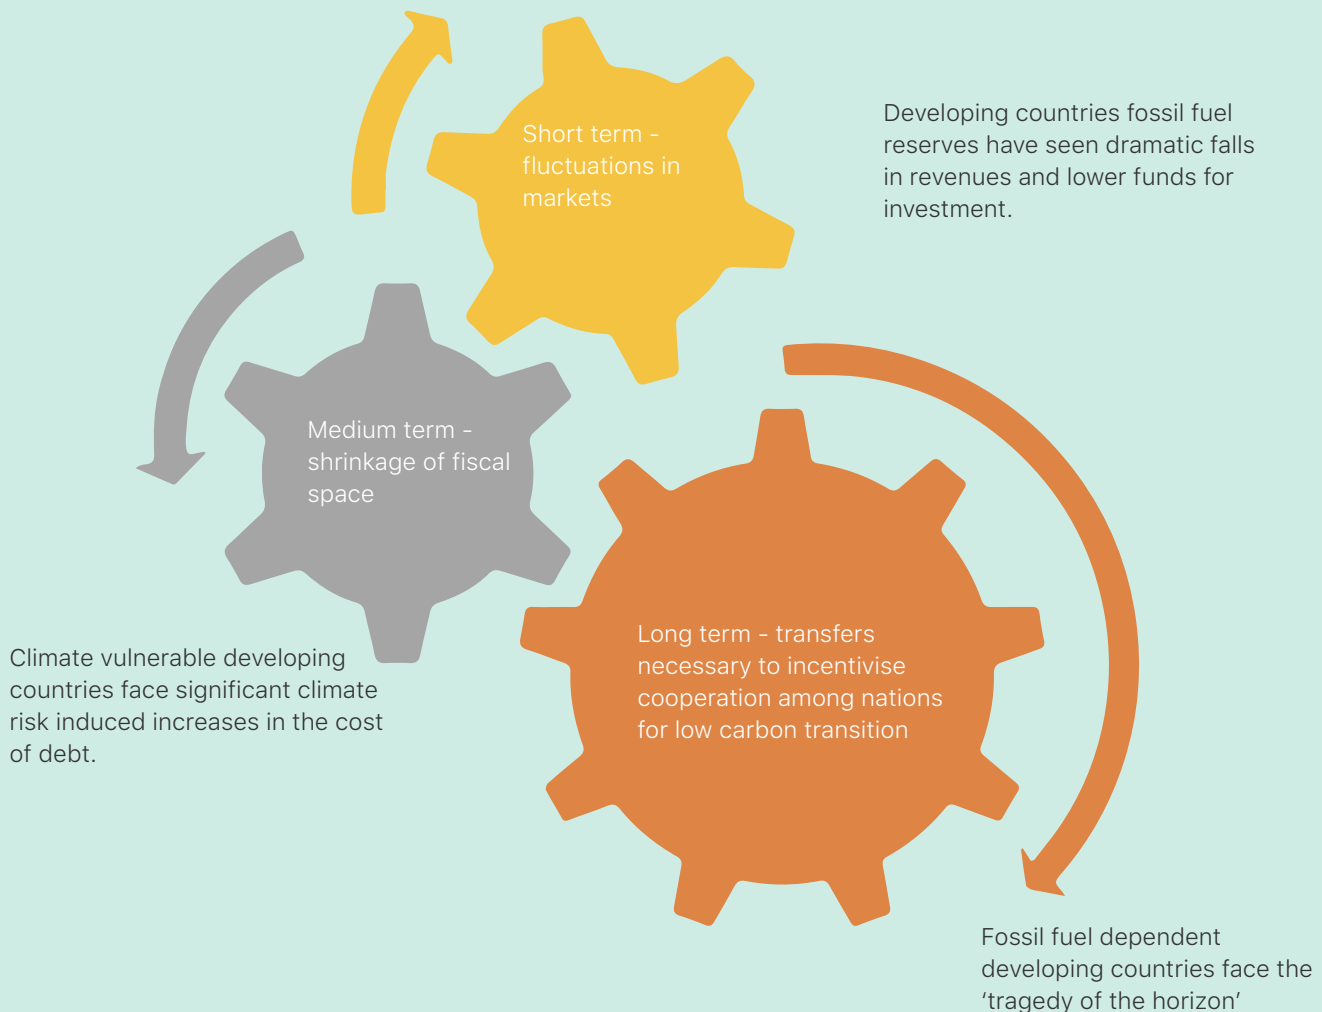 Short term -
fluctuations in
markets
Developing countries fossil fuel
reserves have seen dramatic falls
in revenues and lower funds for
investment.
Medium term -
shrinkage of fiscal
space
Climate vulnerable developing
countries face significant climate
risk induced increases in the cost
of debt.
Long term - transfers
necessary to incentivise
cooperation among nations
for low carbon transition
Fossil fuel dependent
developing countries face the
‘tragedy of the horizon’